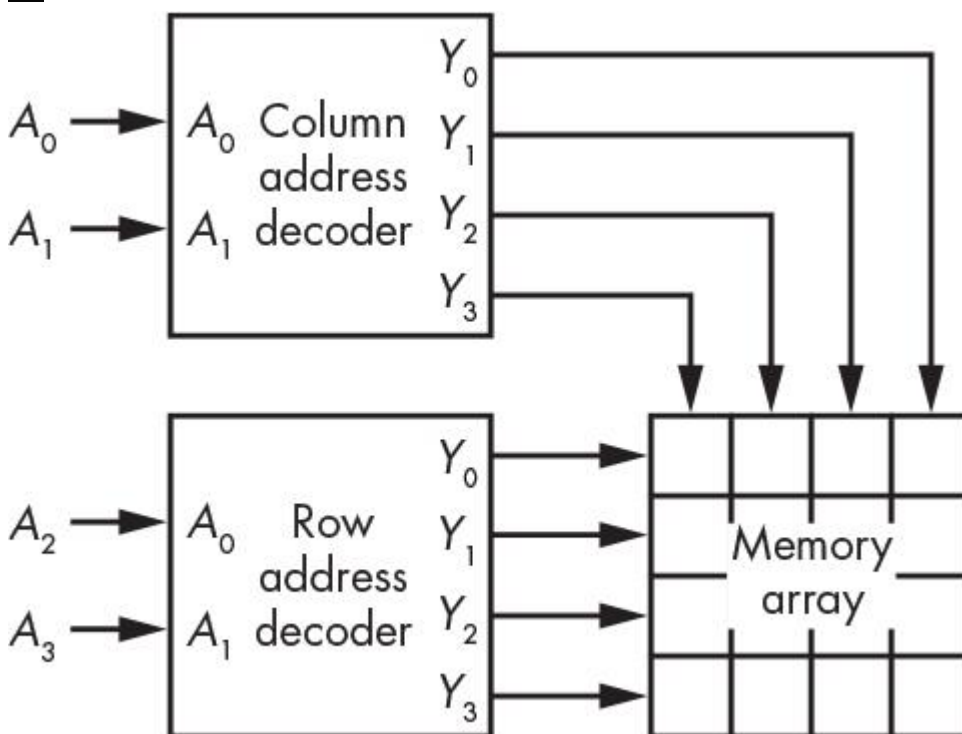 A₀
A₁
A₀ Column
address
A₁ decoder
Y₀
Y₁
Y₂
Y₃
A₂
A₃
A₀ Row
address
A₁ decoder
Y₀
Y₁
Y₂
Y₃
Memory
array